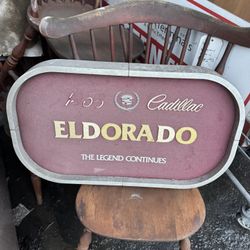 Cadillac
ELDORADO
THE LEGEND CONTINUES